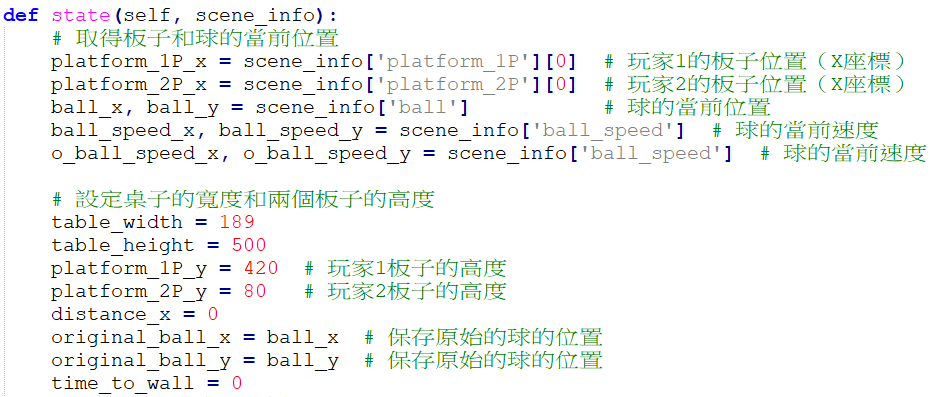 def state(self, scene_info):
    # 取得板子和球的當前位置
    platform_1P_x = scene_info['platform_1P'][0]  # 玩家1的板子位置（X座標）
    platform_2P_x = scene_info['platform_2P'][0]  # 玩家2的板子位置（X座標）
    ball_x, ball_y = scene_info['ball']           # 球的當前位置
    ball_speed_x, ball_speed_y = scene_info['ball_speed']  # 球的當前速度
    o_ball_speed_x, o_ball_speed_y = scene_info['ball_speed']  # 球的當前速度
    # 設定桌子的寬度和兩個板子的高度
    table_width = 189
    table_height = 500
    platform_1P_y = 420  # 玩家1板子的高度
    platform_2P_y = 80   # 玩家2板子的高度
    distance_x = 0
    original_ball_x = ball_x  # 保存原始的球的位置
    original_ball_y = ball_y  # 保存原始的球的位置
    time_to_wall = 0